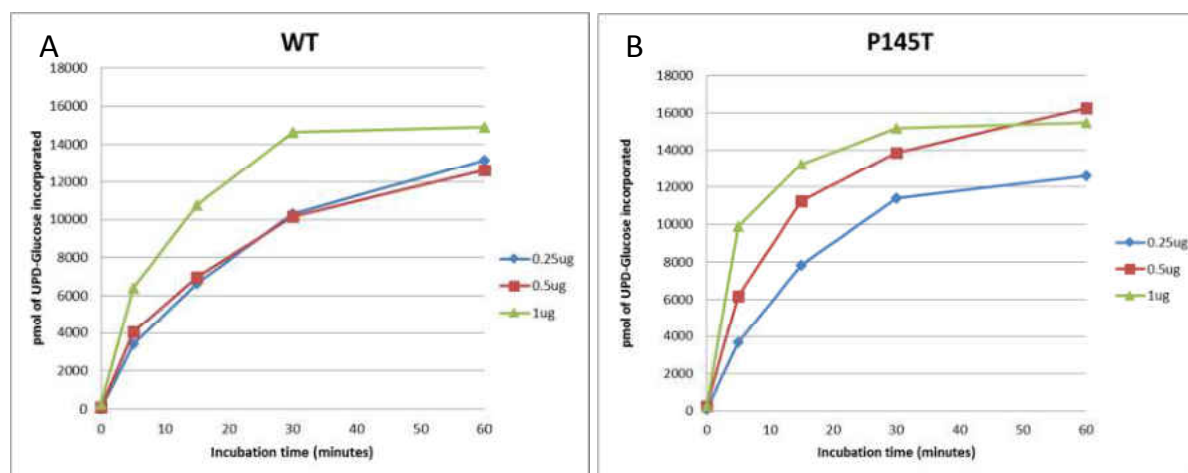 A
WT
pmol of UPD-Glucose incorporated
18000
16000
14000
12000
10000
8000
6000
4000
2000
0
0 10 20 30 40 50 60
Incubation time (minutes)
0.25ug
0.5ug
1ug
B
P145T
pmol of UPD-Glucose incorporated
18000
16000
14000
12000
10000
8000
6000
4000
2000
0
0 10 20 30 40 50 60
Incubation time (minutes)
0.25ug
0.5ug
1ug